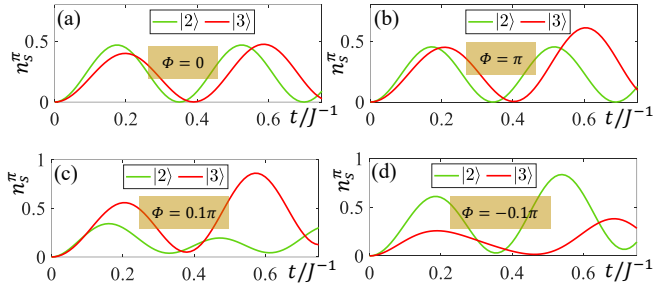 (a) |2⟩ |3⟩
n_s^π
0.5
0
Φ = 0
0 0.2 0.4 0.6 t/J⁻¹
(b) |2⟩ |3⟩
n_s^π
0.5
0
Φ = π
0 0.2 0.4 0.6 t/J⁻¹
(c) |2⟩ |3⟩
n_s^π
1
0.5
0
Φ = 0.1π
0 0.2 0.4 0.6 t/J⁻¹
(d) |2⟩ |3⟩
n_s^π
1
0.5
0
Φ = −0.1π
0 0.2 0.4 0.6 t/J⁻¹